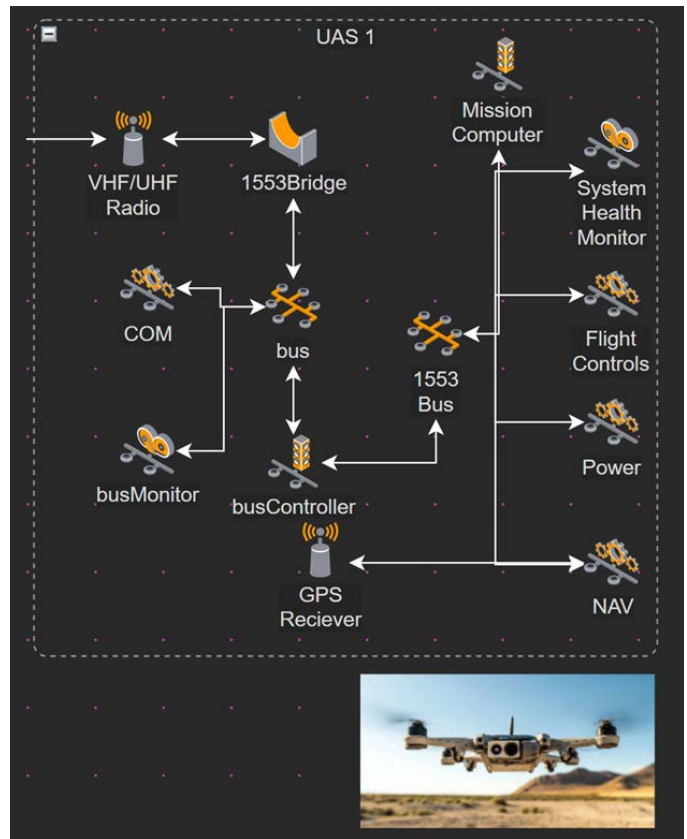 UAS 1
Mission
Computer
VHF/UHF
Radio
1553Bridge
System
Health
Monitor
COM
bus
1553
Bus
Flight
Controls
busMonitor
busController
Power
GPS
Reciever
NAV